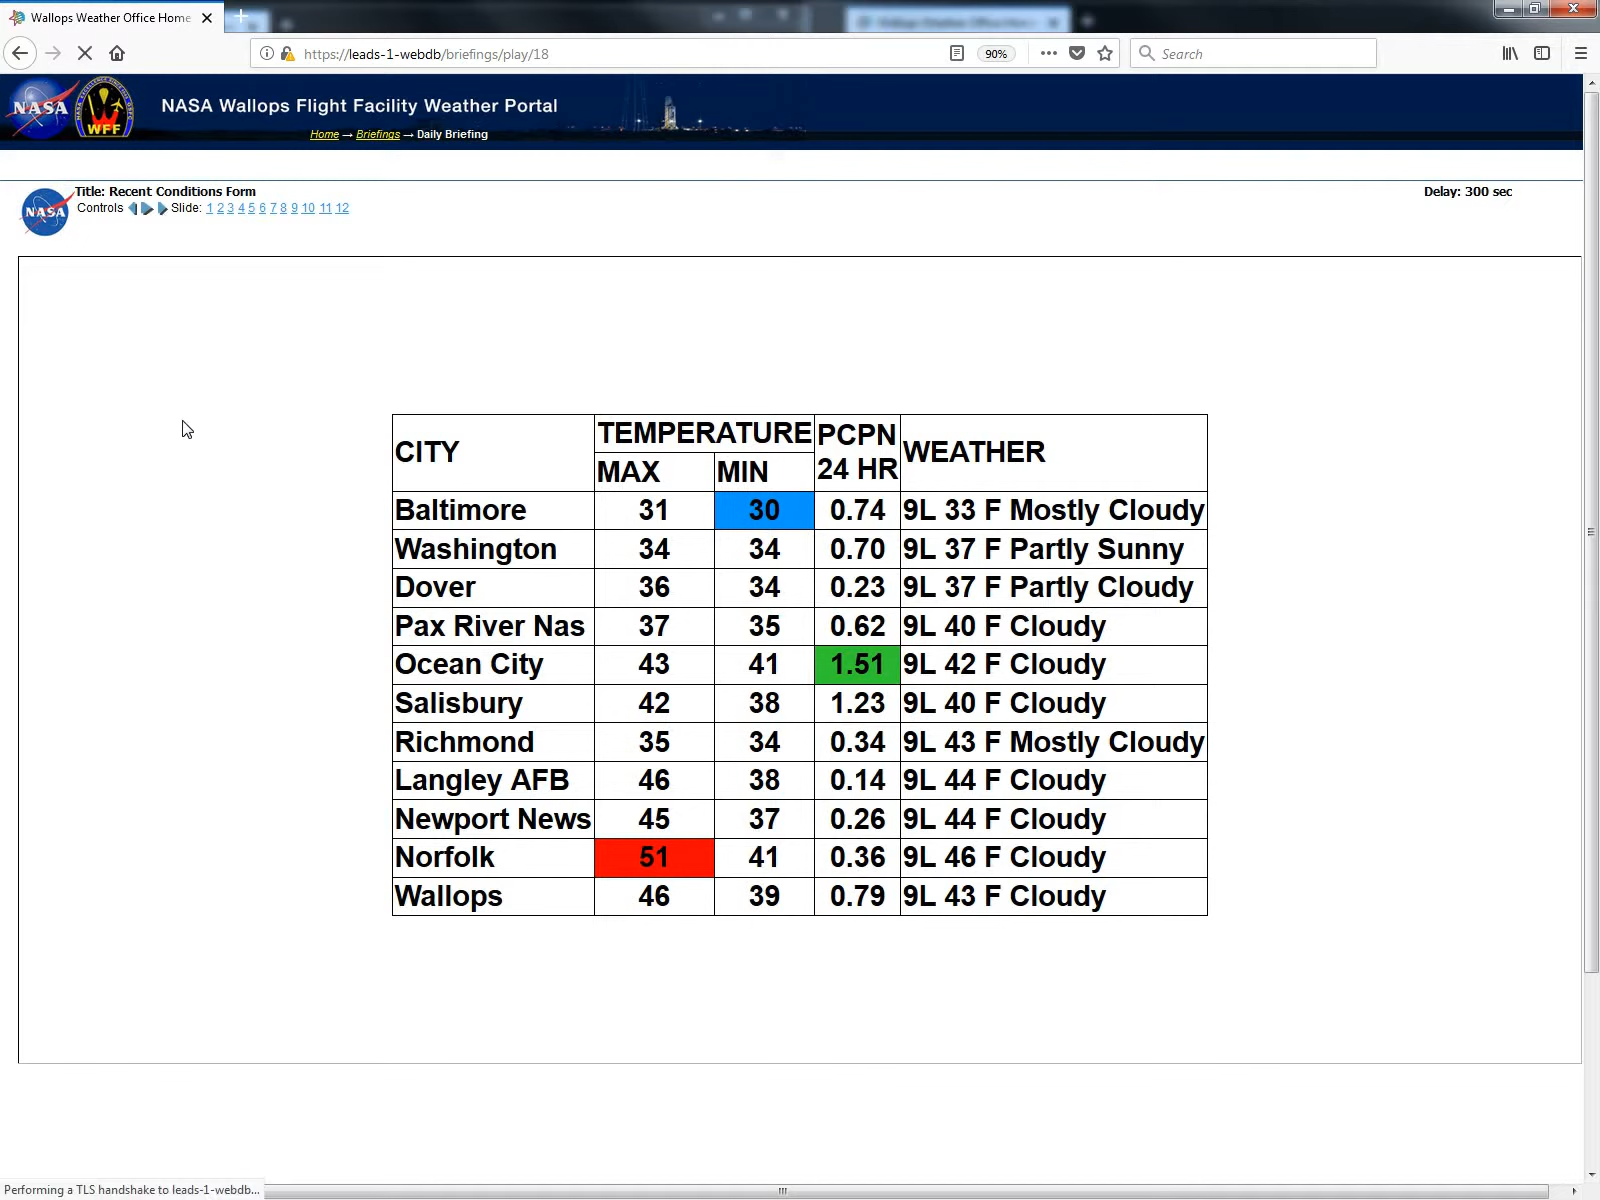 Wallops Weather Office Home
https://leads-1-webdb/briefings/play/18
90%
Search
NASA
WFF
NASA Wallops Flight Facility Weather Portal
Home → Briefings → Daily Briefing
NASA
Title: Recent Conditions Form
Delay: 300 sec
Controls Slide: 1 2 3 4 5 6 7 8 9 10 11 12
CITY TEMPERATURE PCPN 24 HR WEATHER
MAX MIN
Baltimore 31 30 0.74 9L 33 F Mostly Cloudy
Washington 34 34 0.70 9L 37 F Partly Sunny
Dover 36 34 0.23 9L 37 F Partly Cloudy
Pax River Nas 37 35 0.62 9L 40 F Cloudy
Ocean City 43 41 1.51 9L 42 F Cloudy
Salisbury 42 38 1.23 9L 40 F Cloudy
Richmond 35 34 0.34 9L 43 F Mostly Cloudy
Langley AFB 46 38 0.14 9L 44 F Cloudy
Newport News 45 37 0.26 9L 44 F Cloudy
Norfolk 51 41 0.36 9L 46 F Cloudy
Wallops 46 39 0.79 9L 43 F Cloudy
Performing a TLS handshake to leads-1-webdb...